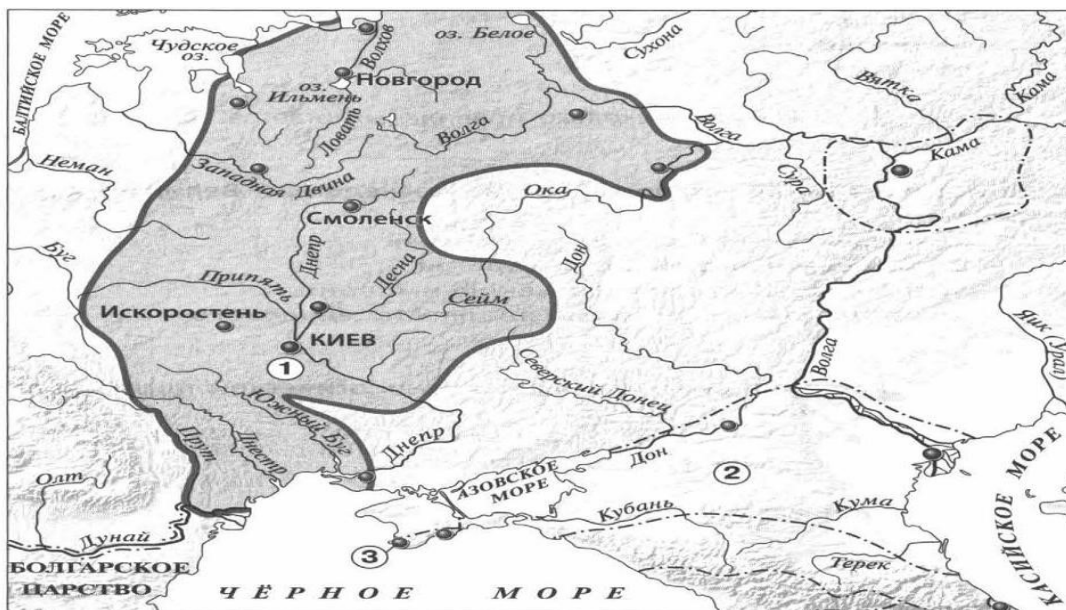 БАЛТИЙСКОЕ МОРЕ
Чудское
оз.
Волхов
оз. Белое
Сухона
Вятка
Кама
Новгород
оз.
Ильмень
Ловать
Волга
Волга
Кама
Сура
Неман
Западная Двина
Ока
Смоленск
Днепр
Десна
Дон
Буг
Припять
Сейм
Искоростень
КИЕВ
1
Волга
Яик
(Урал)
Северский Донец
Южный Буг
Днепр
Прут
Днестр
Дон
2
АЗОВСКОЕ
МОРЕ
Олт
Кубань
Кума
Дунай
3
Терек
КАСПИЙСКОЕ МОРЕ
БОЛГАРСКОЕ
ЦАРСТВО
ЧЁРНОЕ МОРЕ